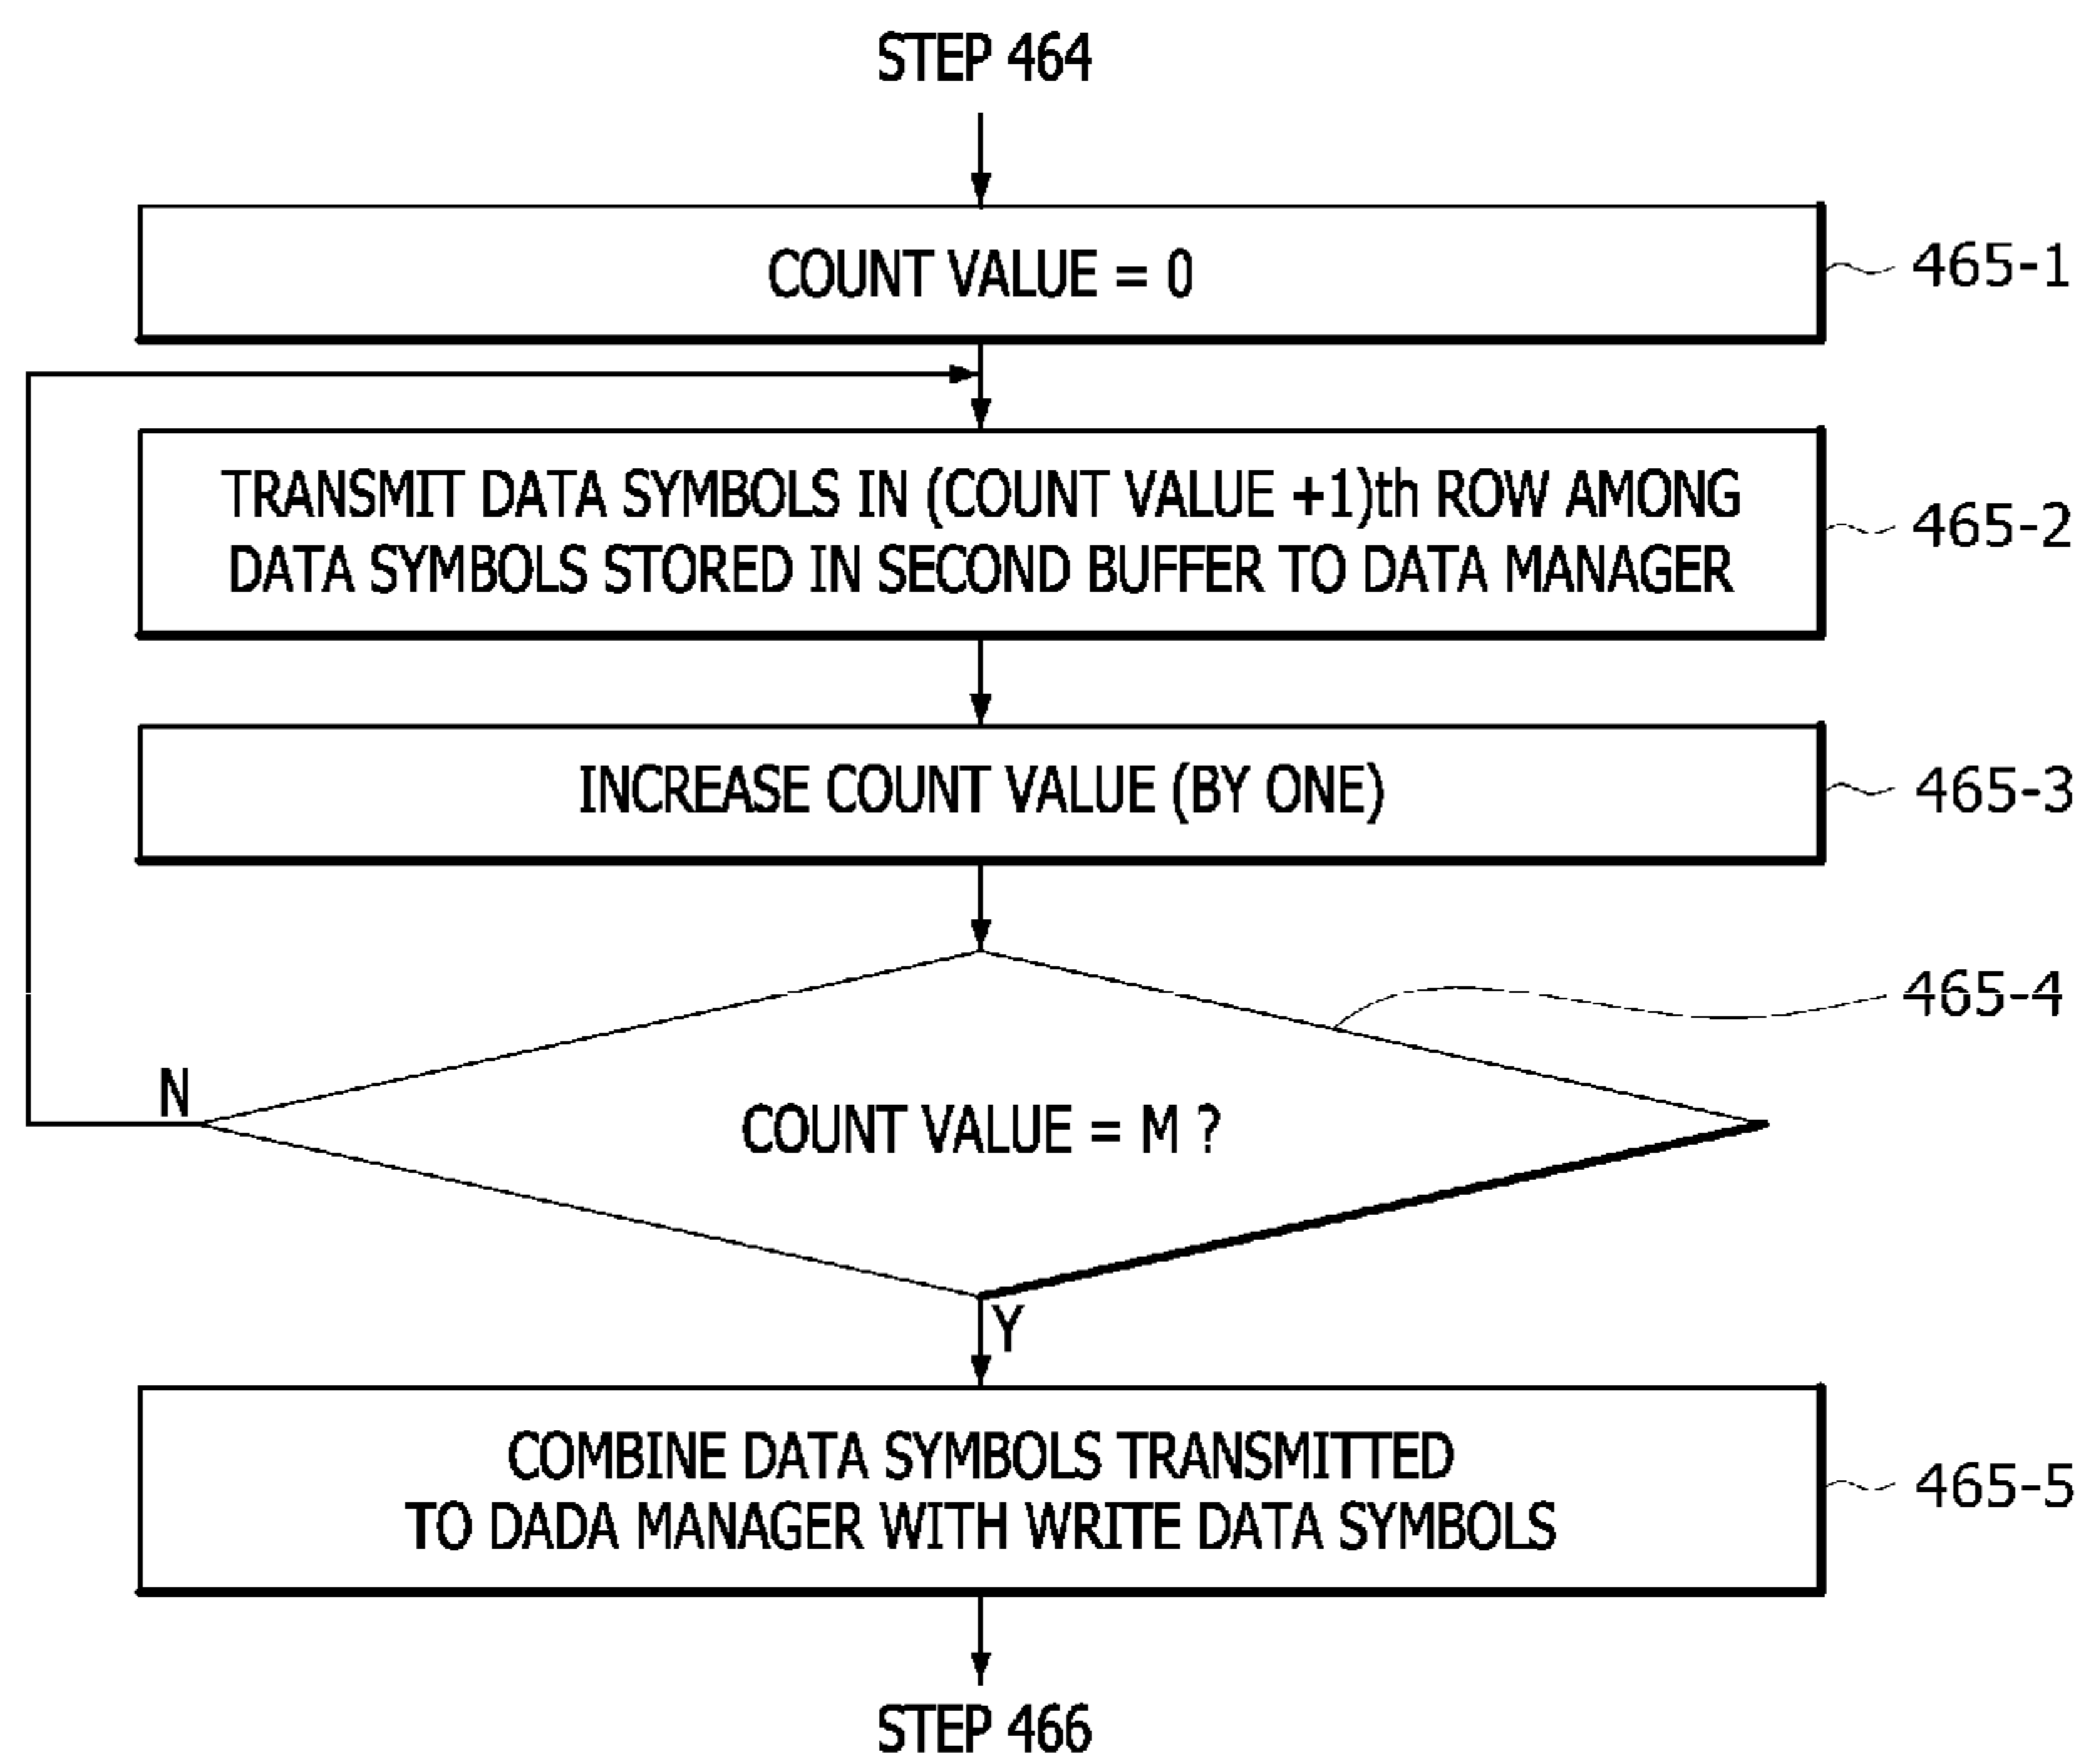 STEP 464
COUNT VALUE = 0
465-1
TRANSMIT DATA SYMBOLS IN (COUNT VALUE +1)th ROW AMONG
DATA SYMBOLS STORED IN SECOND BUFFER TO DATA MANAGER
465-2
INCREASE COUNT VALUE (BY ONE)
465-3
465-4
N
COUNT VALUE = M ?
Y
COMBINE DATA SYMBOLS TRANSMITTED
TO DADA MANAGER WITH WRITE DATA SYMBOLS
465-5
STEP 466